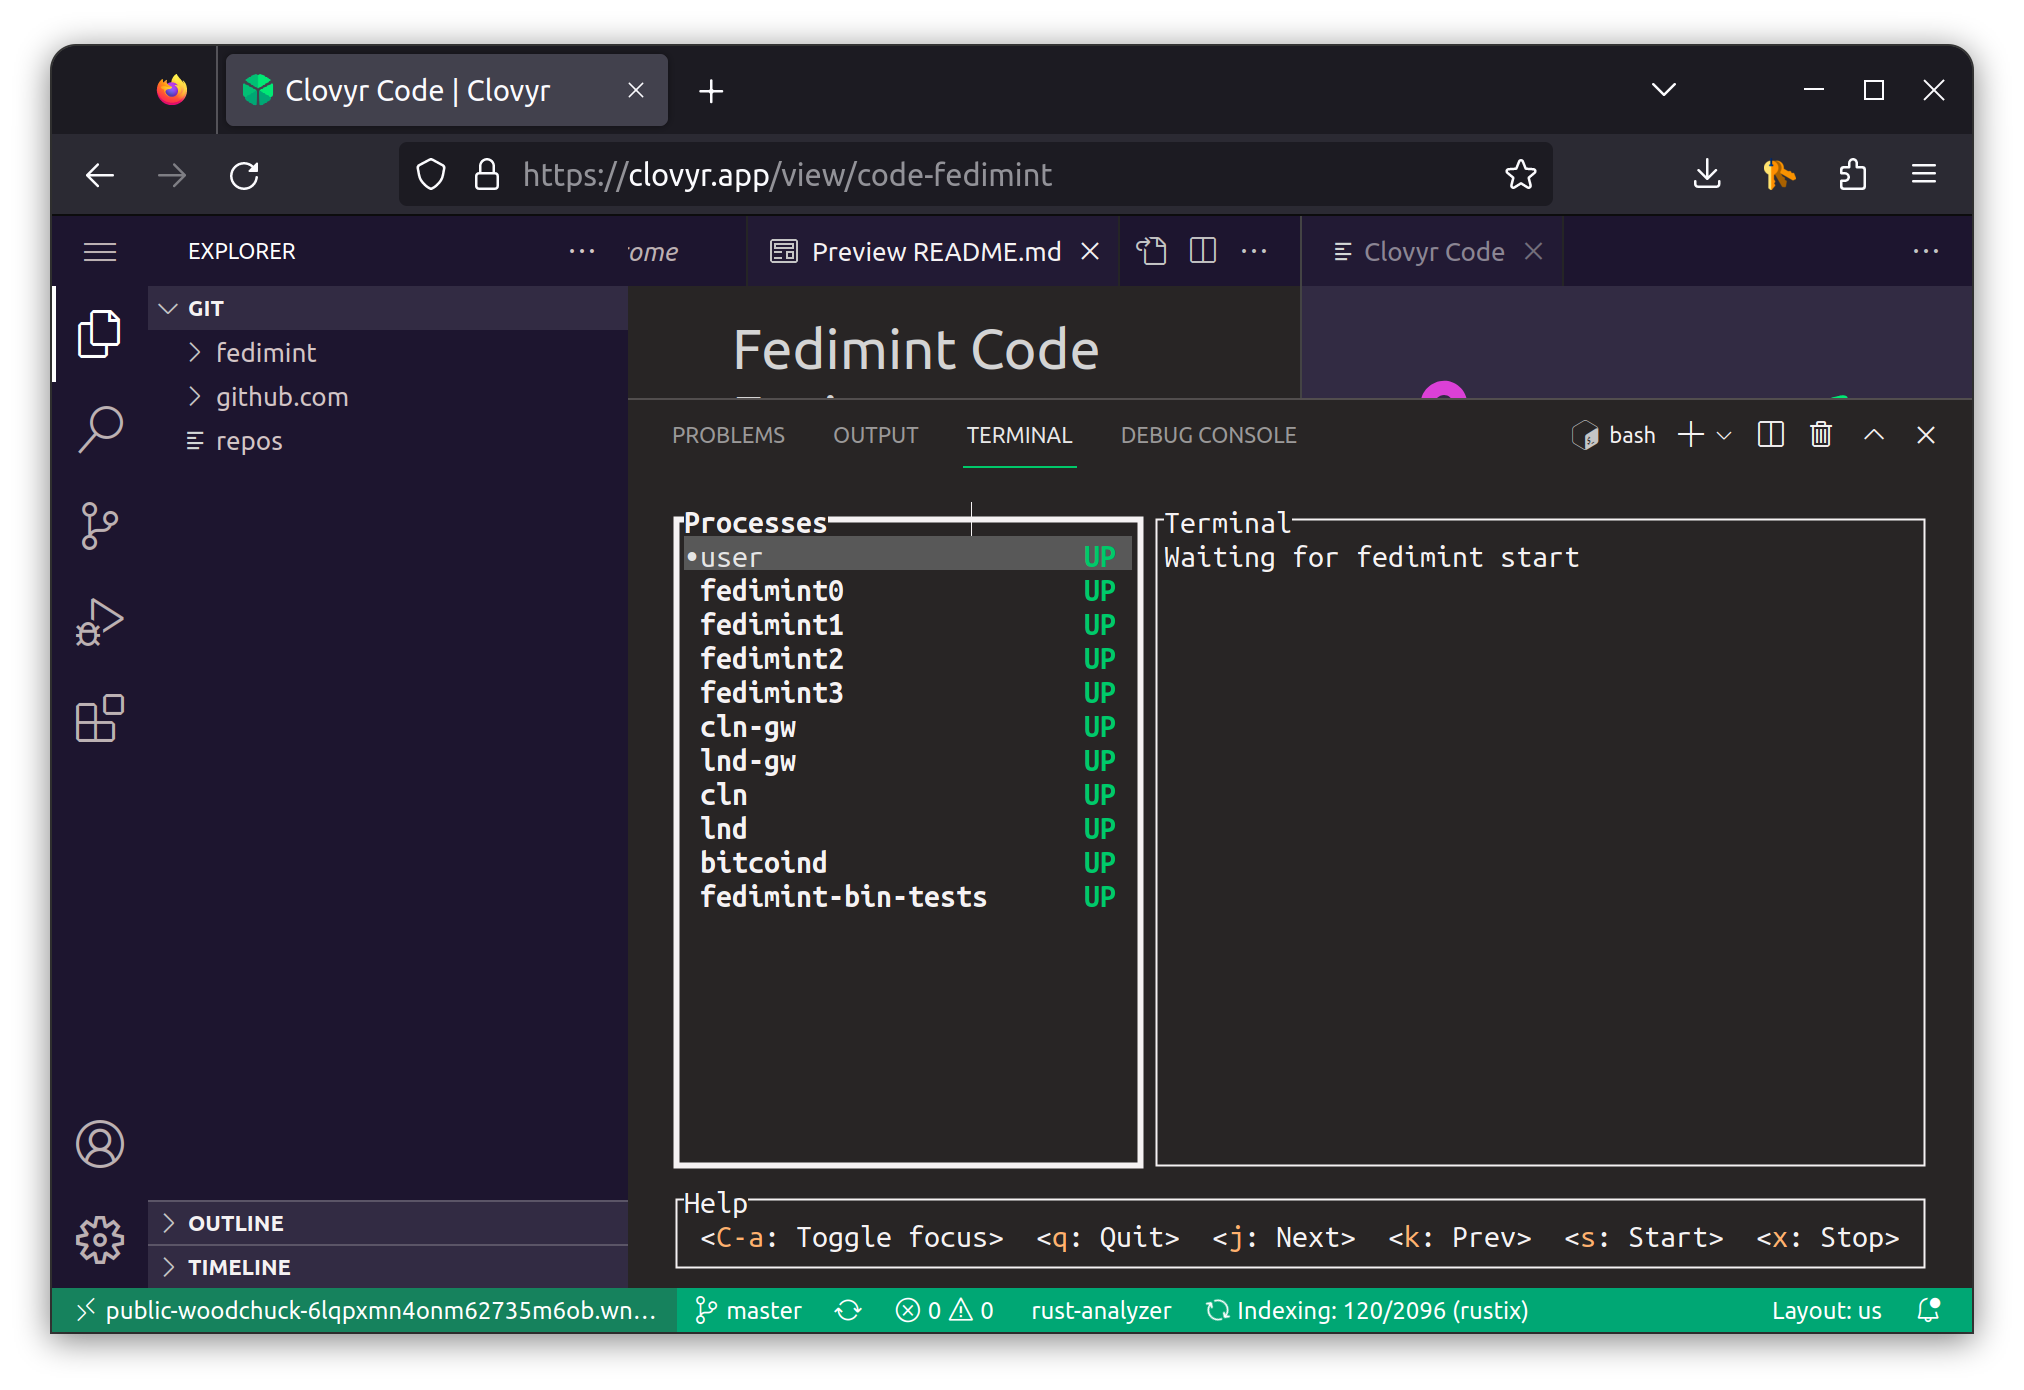 Clovyr Code | Clovyr
https://clovyr.app/view/code-fedimint
EXPLORER
ome
Preview README.md
Clovyr Code
GIT
fedimint
github.com
repos
Fedimint Code
PROBLEMS OUTPUT TERMINAL DEBUG CONSOLE
bash
Processes
•user UP
fedimint0 UP
fedimint1 UP
fedimint2 UP
fedimint3 UP
cln-gw UP
lnd-gw UP
cln UP
lnd UP
bitcoind UP
fedimint-bin-tests UP
Terminal
Waiting for fedimint start
Help
<C-a: Toggle focus> <q: Quit> <j: Next> <k: Prev> <s: Start> <x: Stop>
OUTLINE
TIMELINE
public-woodchuck-6lqpxmn4onm62735m6ob.wn... master 0 0 rust-analyzer Indexing: 120/2096 (rustix) Layout: us